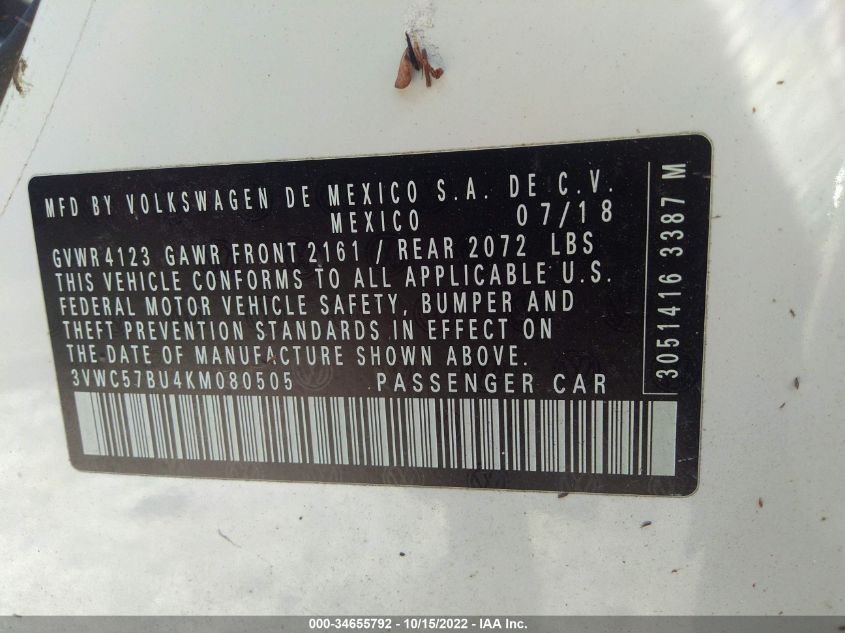 MFD BY VOLKSWAGEN DE MEXICO S.A. DE C.V.
MEXICO 07/18
GVWR4123 GAWR FRONT 2161 / REAR 2072 LBS
THIS VEHICLE CONFORMS TO ALL APPLICABLE U.S.
FEDERAL MOTOR VEHICLE SAFETY, BUMPER AND
THEFT PREVENTION STANDARDS IN EFFECT ON
THE DATE OF MANUFACTURE SHOWN ABOVE.
3VWC57BU4KM080505 PASSENGER CAR
3051416 3387 M
000-34655792 - 10/15/2022 - IAA Inc.